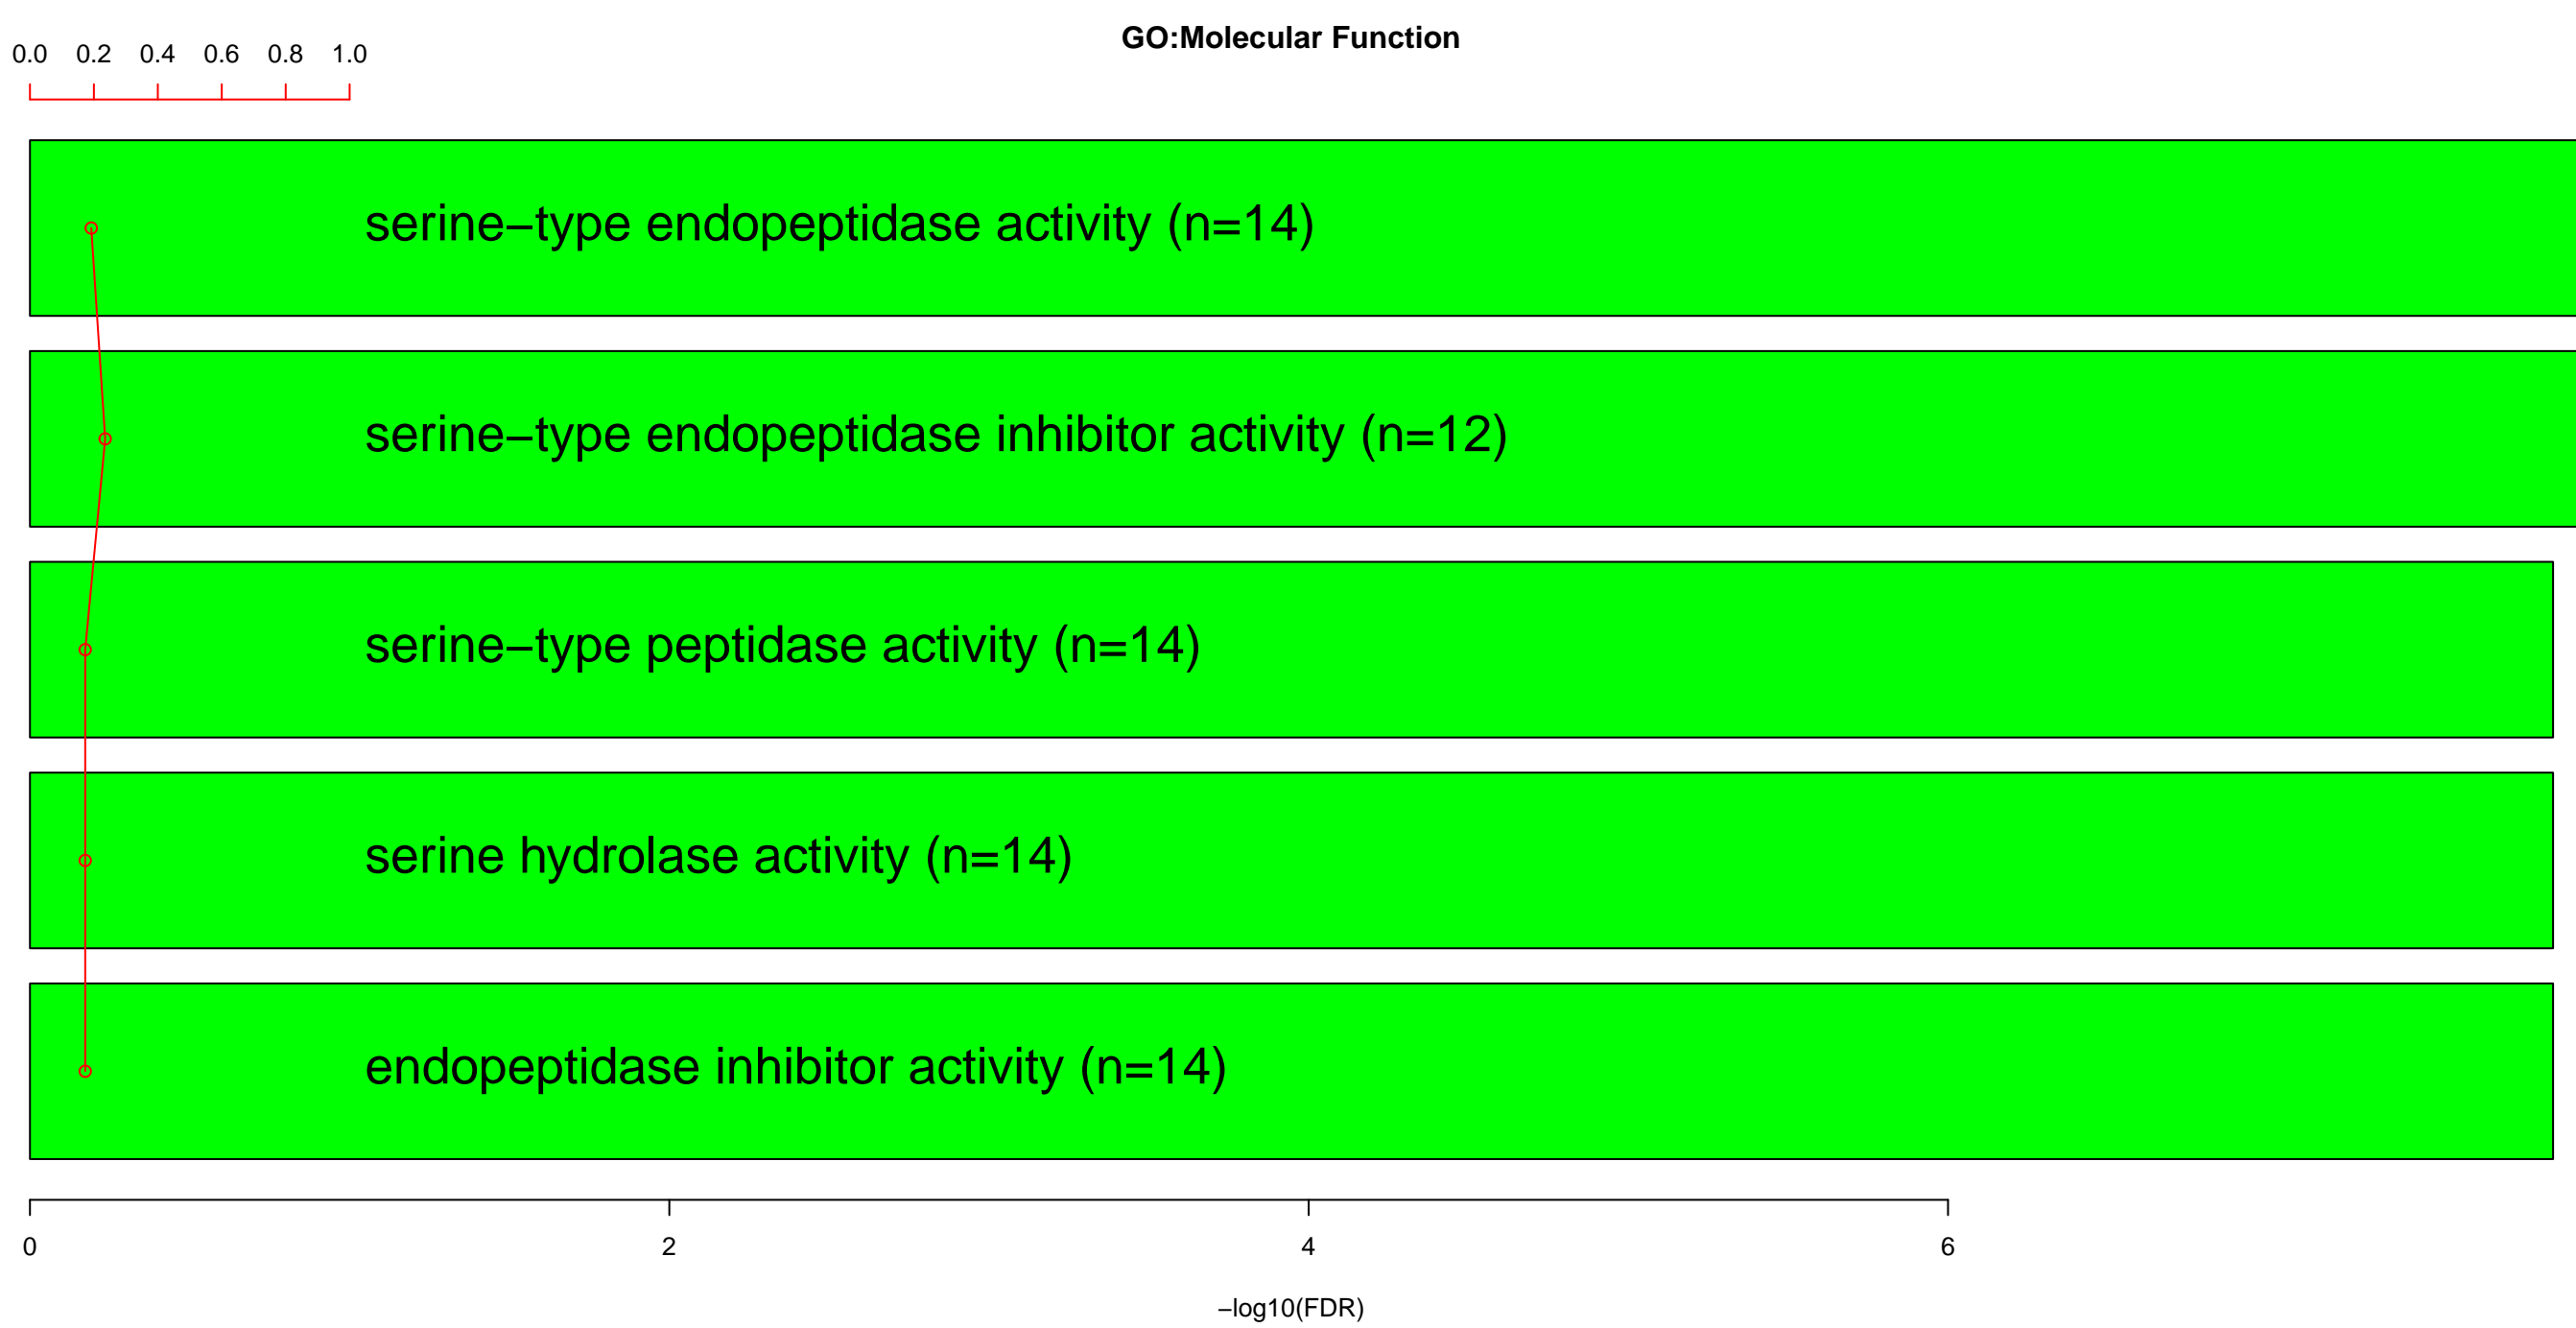 GO:Molecular Function
0.0 0.2 0.4 0.6 0.8 1.0
serine−type endopeptidase activity (n=14)
serine−type endopeptidase inhibitor activity (n=12)
serine−type peptidase activity (n=14)
serine hydrolase activity (n=14)
endopeptidase inhibitor activity (n=14)
0 2 4 6
−log10(FDR)